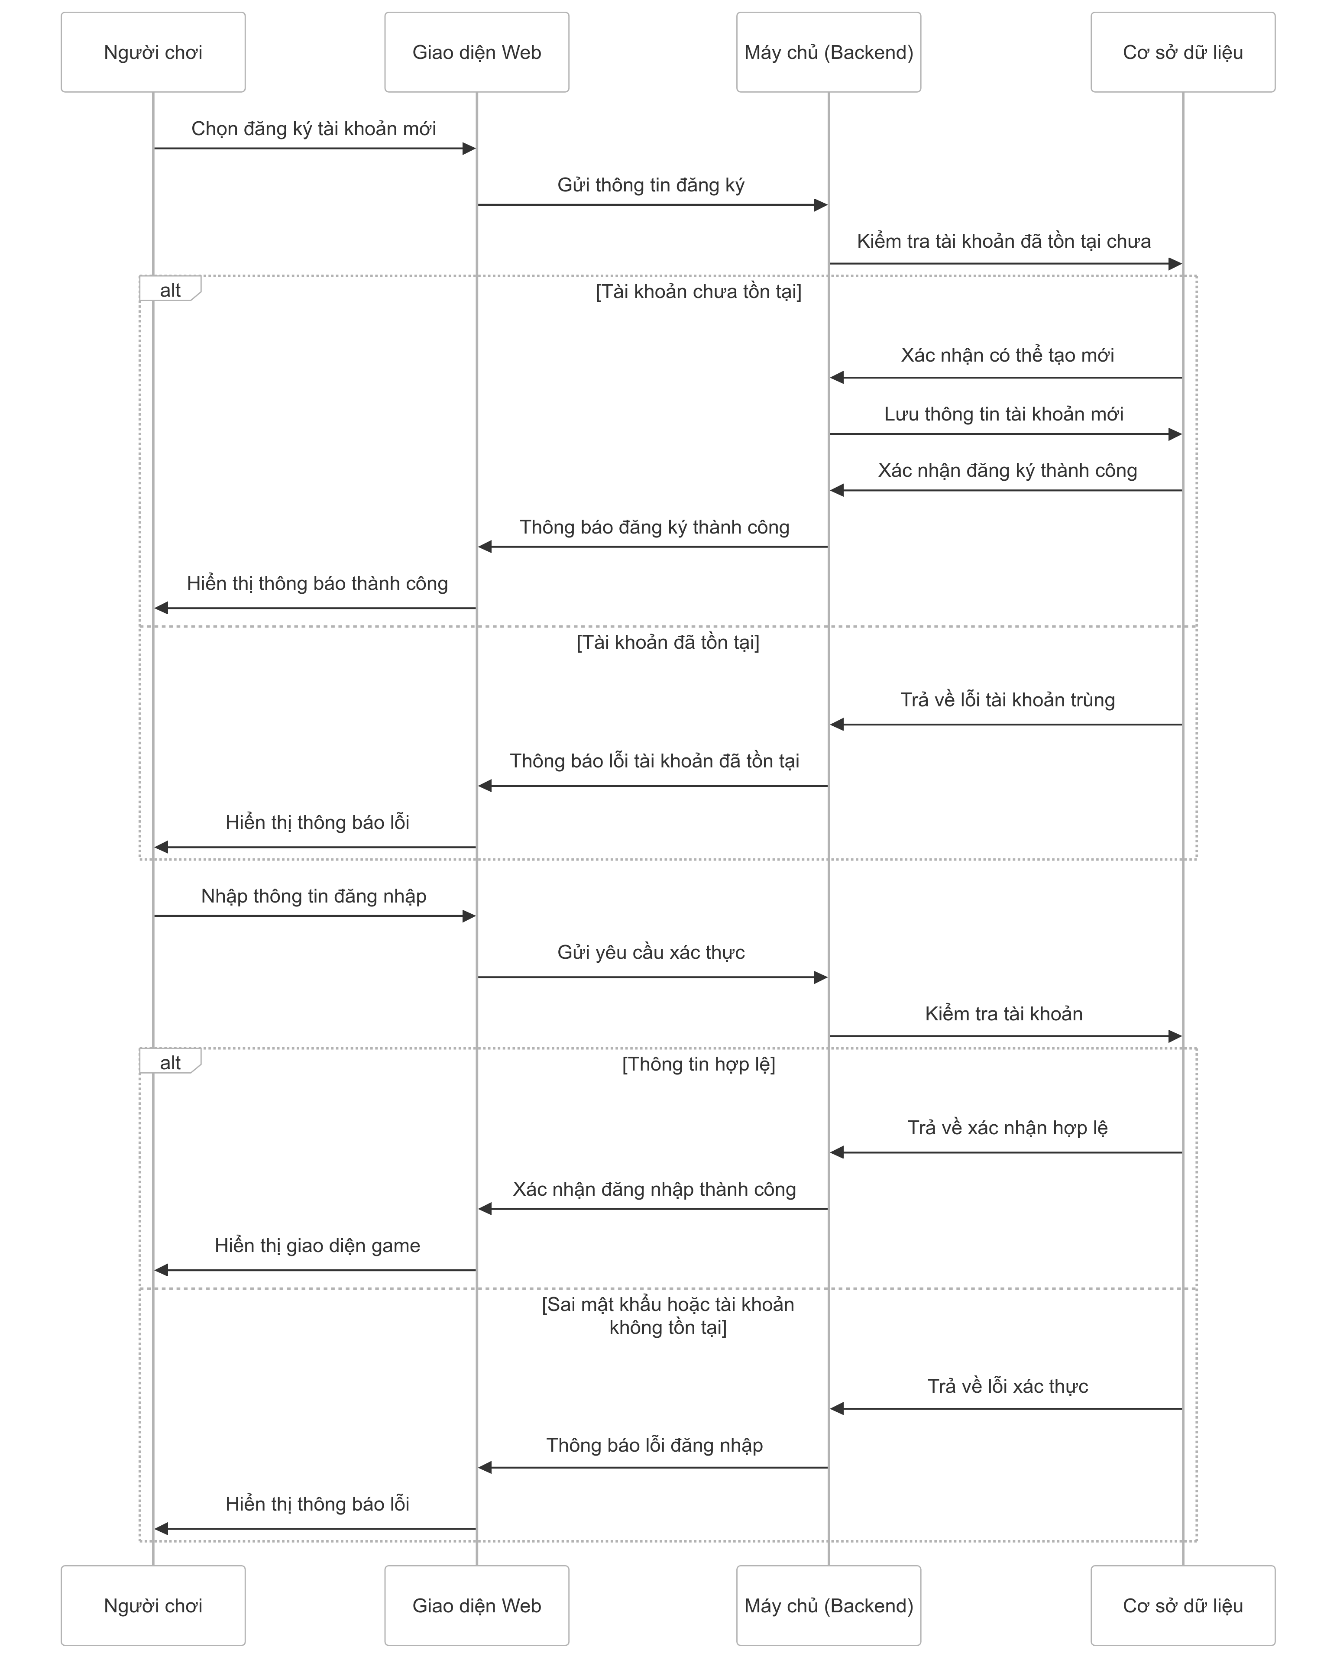 Người chơi
Giao diện Web
Máy chủ (Backend)
Cơ sở dữ liệu
Chọn đăng ký tài khoản mới
Gửi thông tin đăng ký
Kiểm tra tài khoản đã tồn tại chưa
alt
[Tài khoản chưa tồn tại]
Xác nhận có thể tạo mới
Lưu thông tin tài khoản mới
Xác nhận đăng ký thành công
Thông báo đăng ký thành công
Hiển thị thông báo thành công
[Tài khoản đã tồn tại]
Trả về lỗi tài khoản trùng
Thông báo lỗi tài khoản đã tồn tại
Hiển thị thông báo lỗi
Nhập thông tin đăng nhập
Gửi yêu cầu xác thực
Kiểm tra tài khoản
alt
[Thông tin hợp lệ]
Trả về xác nhận hợp lệ
Xác nhận đăng nhập thành công
Hiển thị giao diện game
[Sai mật khẩu hoặc tài khoản
không tồn tại]
Trả về lỗi xác thực
Thông báo lỗi đăng nhập
Hiển thị thông báo lỗi
Người chơi
Giao diện Web
Máy chủ (Backend)
Cơ sở dữ liệu